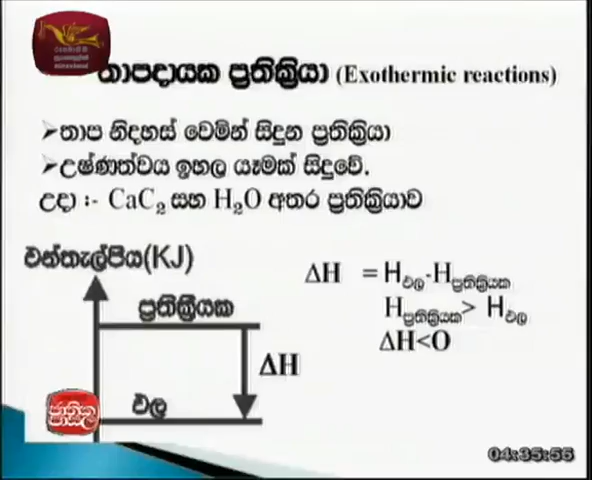 තාපදායක ප්‍රතික්‍රියා (Exothermic reactions)
➢තාප නිදහස් වෙමින් සිදුන ප්‍රතික්‍රියා
➢උෂ්ණත්වය ඉහල යෑමක් සිදුවේ.
උදා :- CaC₂ සහ H₂O අතර ප්‍රතික්‍රියාව
එන්තැල්පිය(KJ)
ප්‍රතික්‍රියක
ΔH
ඵල
ΔH = Hඵල-Hප්‍රතික්‍රියක
Hප්‍රතික්‍රියක> Hඵල
ΔH<O
ජාතික
පාසල
04:35:56